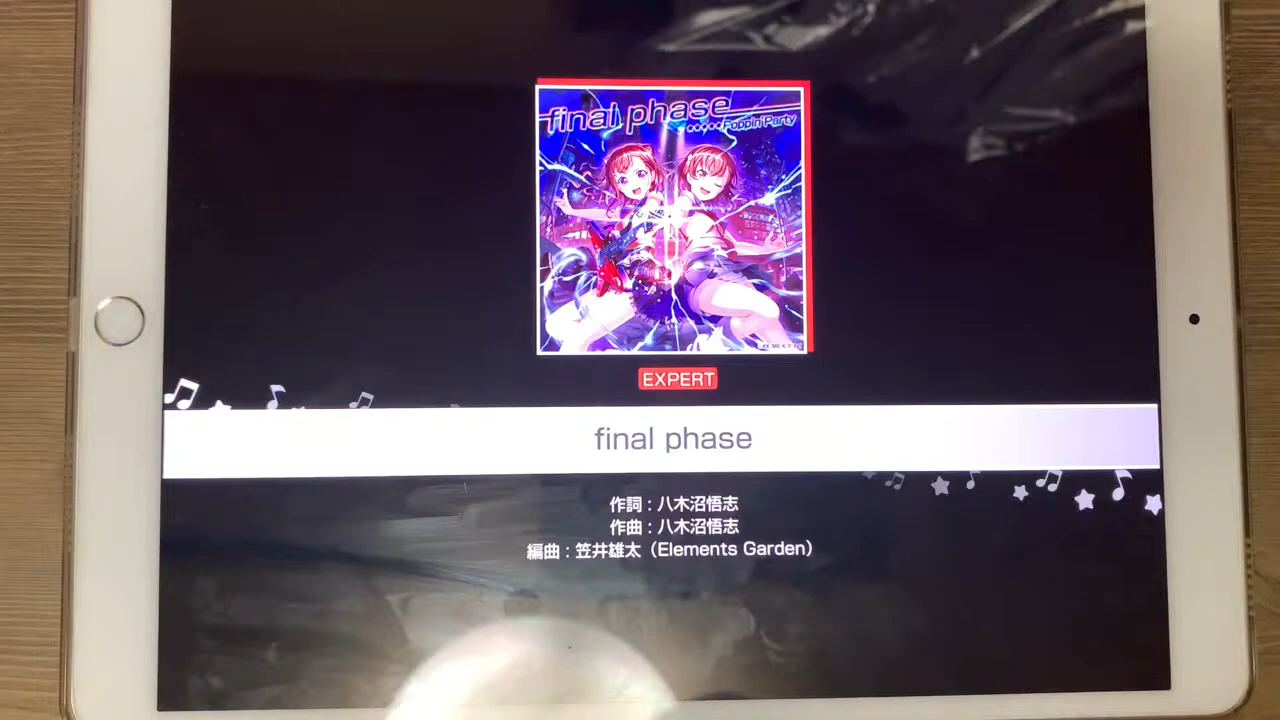 final phase
Poppin'Party
EXPERT
final phase
作詞：八木沼悟志
作曲：八木沼悟志
編曲：笠井雄太（Elements Garden）